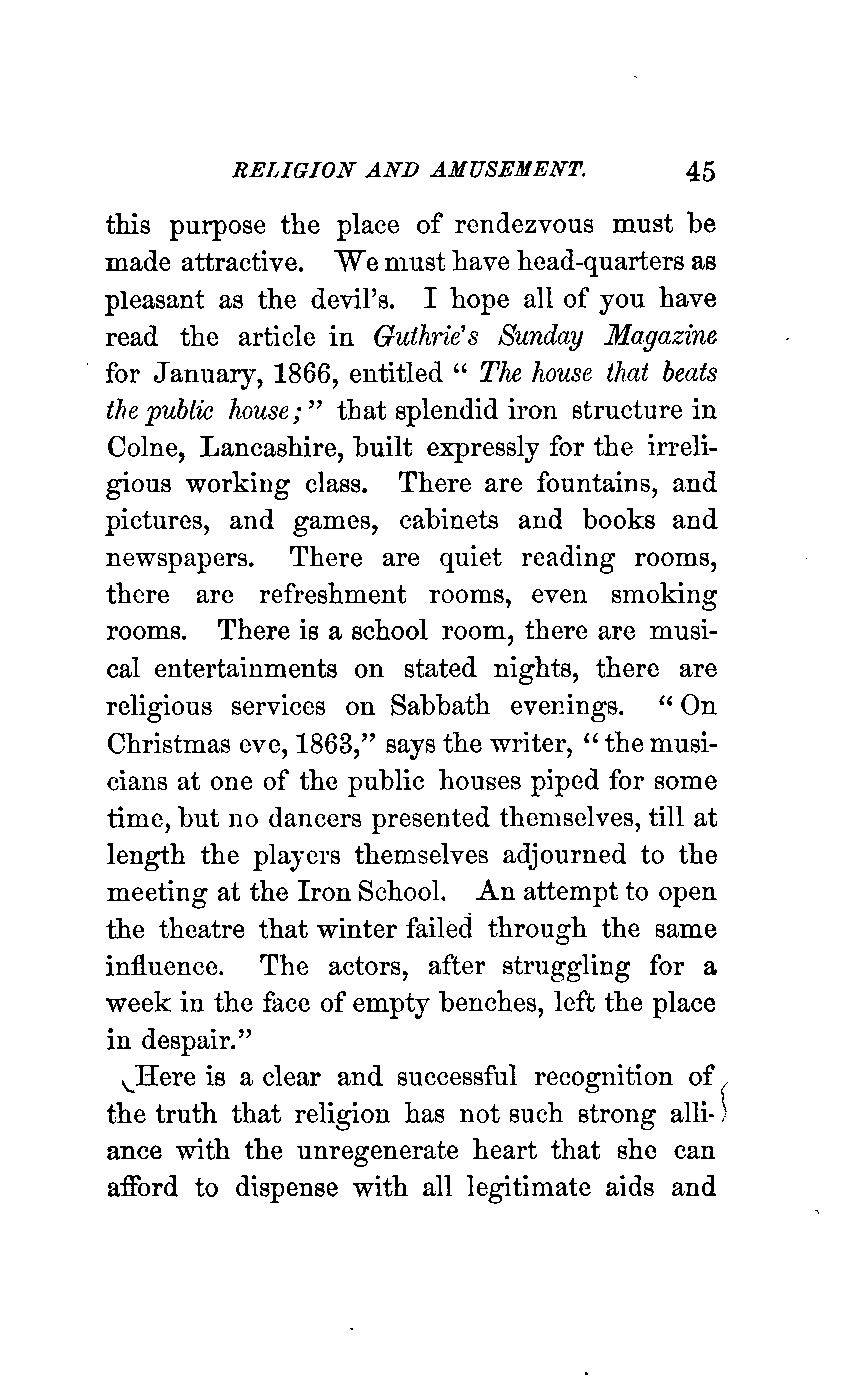 RELIGION AND AMUSEMENT. 45
this purpose the place of rendezvous must be
made attractive. We must have head-quarters as
pleasant as the devil's. I hope all of you have
read the article in Guthrie's Sunday Magazine
for January, 1866, entitled “ The house that beats
the public house; ” that splendid iron structure in
Colne, Lancashire, built expressly for the irreli-
gious working class. There are fountains, and
pictures, and games, cabinets and books and
newspapers. There are quiet reading rooms,
there are refreshment rooms, even smoking
rooms. There is a school room, there are musi-
cal entertainments on stated nights, there are
religious services on Sabbath evenings. “ On
Christmas eve, 1863,” says the writer, “ the musi-
cians at one of the public houses piped for some
time, but no dancers presented themselves, till at
length the players themselves adjourned to the
meeting at the Iron School. An attempt to open
the theatre that winter failed through the same
influence. The actors, after struggling for a
week in the face of empty benches, left the place
in despair.”
Here is a clear and successful recognition of
the truth that religion has not such strong alli-
ance with the unregenerate heart that she can
afford to dispense with all legitimate aids and